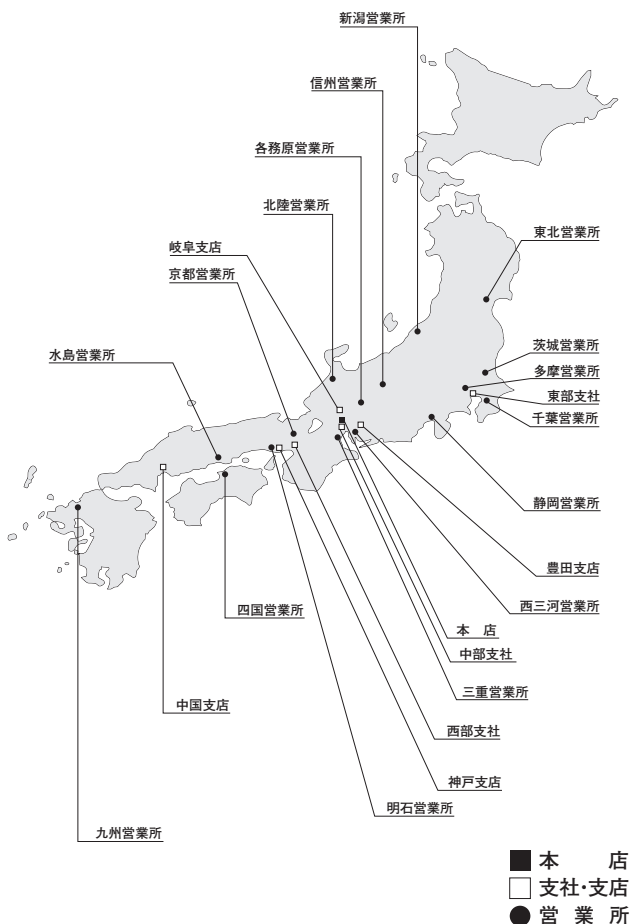 新潟営業所
信州営業所
各務原営業所
北陸営業所
東北営業所
岐阜支店
京都営業所
茨城営業所
水島営業所
多摩営業所
東部支社
千葉営業所
静岡営業所
豊田支店
西三河営業所
四国営業所
本 店
中部支社
三重営業所
中国支店
西部支社
神戸支店
明石営業所
九州営業所
本 店
支社・支店
営 業 所